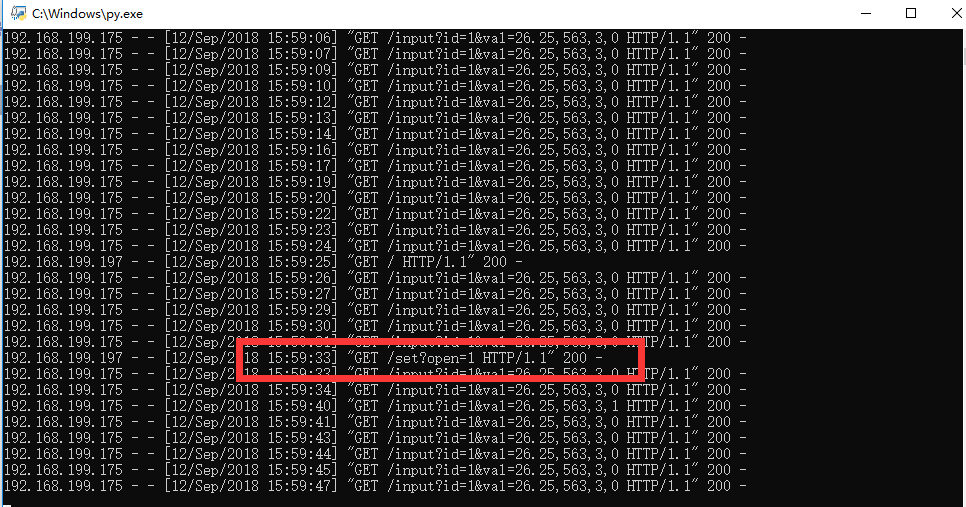 C:\Windows\py.exe
192.168.199.175 - - [12/Sep/2018 15:59:06] "GET /input?id=1&val=26.25,563,3,0 HTTP/1.1" 200 -
192.168.199.175 - - [12/Sep/2018 15:59:07] "GET /input?id=1&val=26.25,563,3,0 HTTP/1.1" 200 -
192.168.199.175 - - [12/Sep/2018 15:59:09] "GET /input?id=1&val=26.25,563,3,0 HTTP/1.1" 200 -
192.168.199.175 - - [12/Sep/2018 15:59:10] "GET /input?id=1&val=26.25,563,3,0 HTTP/1.1" 200 -
192.168.199.175 - - [12/Sep/2018 15:59:12] "GET /input?id=1&val=26.25,563,3,0 HTTP/1.1" 200 -
192.168.199.175 - - [12/Sep/2018 15:59:13] "GET /input?id=1&val=26.25,563,3,0 HTTP/1.1" 200 -
192.168.199.175 - - [12/Sep/2018 15:59:14] "GET /input?id=1&val=26.25,563,3,0 HTTP/1.1" 200 -
192.168.199.175 - - [12/Sep/2018 15:59:16] "GET /input?id=1&val=26.25,563,3,0 HTTP/1.1" 200 -
192.168.199.175 - - [12/Sep/2018 15:59:17] "GET /input?id=1&val=26.25,563,3,0 HTTP/1.1" 200 -
192.168.199.175 - - [12/Sep/2018 15:59:19] "GET /input?id=1&val=26.25,563,3,0 HTTP/1.1" 200 -
192.168.199.175 - - [12/Sep/2018 15:59:20] "GET /input?id=1&val=26.25,563,3,0 HTTP/1.1" 200 -
192.168.199.175 - - [12/Sep/2018 15:59:22] "GET /input?id=1&val=26.25,563,3,0 HTTP/1.1" 200 -
192.168.199.175 - - [12/Sep/2018 15:59:23] "GET /input?id=1&val=26.25,563,3,0 HTTP/1.1" 200 -
192.168.199.175 - - [12/Sep/2018 15:59:24] "GET /input?id=1&val=26.25,563,3,0 HTTP/1.1" 200 -
192.168.199.197 - - [12/Sep/2018 15:59:25] "GET / HTTP/1.1" 200 -
192.168.199.175 - - [12/Sep/2018 15:59:26] "GET /input?id=1&val=26.25,563,3,0 HTTP/1.1" 200 -
192.168.199.175 - - [12/Sep/2018 15:59:27] "GET /input?id=1&val=26.25,563,3,0 HTTP/1.1" 200 -
192.168.199.175 - - [12/Sep/2018 15:59:29] "GET /input?id=1&val=26.25,563,3,0 HTTP/1.1" 200 -
192.168.199.175 - - [12/Sep/2018 15:59:30] "GET /input?id=1&val=26.25,563,3,0 HTTP/1.1" 200 -
192.168.199.175 - - [12/Sep/2018 15:59:31] "GET /input?id=1&val=26.25,563,3,0 HTTP/1.1" 200 -
192.168.199.197 - - [12/Sep/2018 15:59:33] "GET /set?open=1 HTTP/1.1" 200 -
192.168.199.175 - - [12/Sep/2018 15:59:33] "GET /input?id=1&val=26.25,563,3,0 HTTP/1.1" 200 -
192.168.199.175 - - [12/Sep/2018 15:59:34] "GET /input?id=1&val=26.25,563,3,0 HTTP/1.1" 200 -
192.168.199.175 - - [12/Sep/2018 15:59:40] "GET /input?id=1&val=26.25,563,3,1 HTTP/1.1" 200 -
192.168.199.175 - - [12/Sep/2018 15:59:41] "GET /input?id=1&val=26.25,563,3,0 HTTP/1.1" 200 -
192.168.199.175 - - [12/Sep/2018 15:59:43] "GET /input?id=1&val=26.25,563,3,0 HTTP/1.1" 200 -
192.168.199.175 - - [12/Sep/2018 15:59:44] "GET /input?id=1&val=26.25,563,3,0 HTTP/1.1" 200 -
192.168.199.175 - - [12/Sep/2018 15:59:45] "GET /input?id=1&val=26.25,563,3,0 HTTP/1.1" 200 -
192.168.199.175 - - [12/Sep/2018 15:59:47] "GET /input?id=1&val=26.25,563,3,0 HTTP/1.1" 200 -